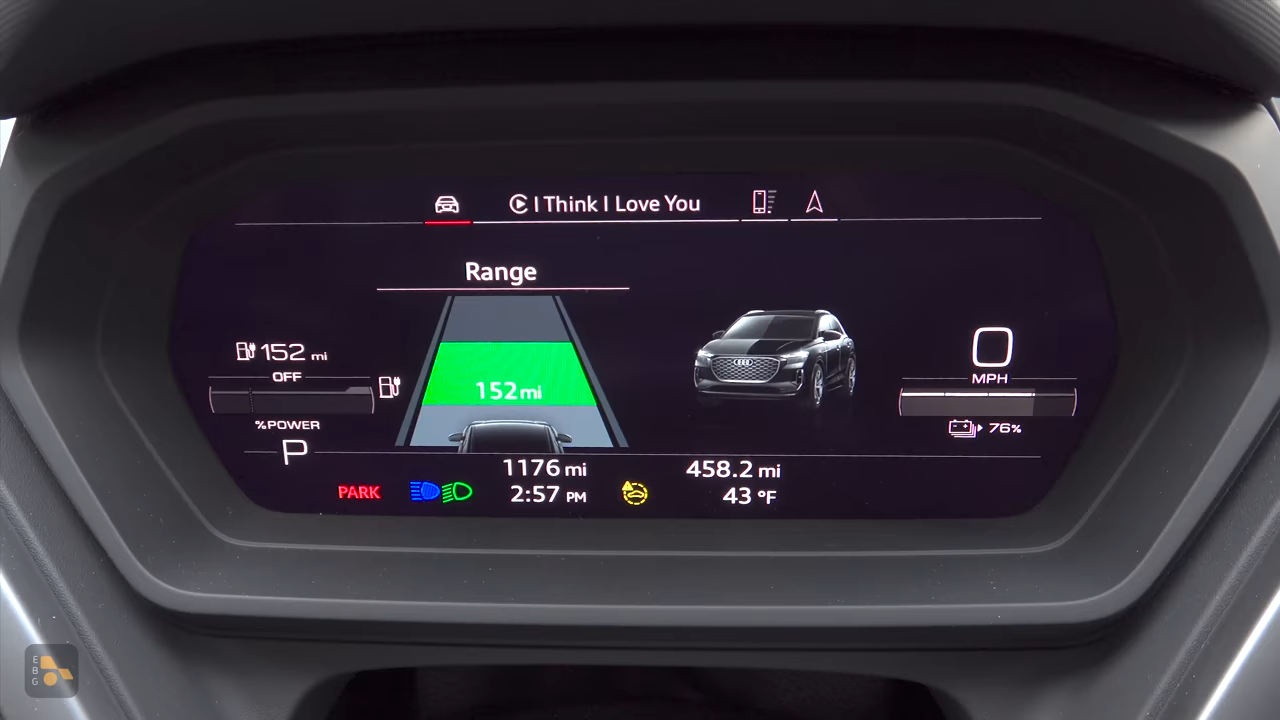 I Think I Love You
Range
152 mi
OFF
%POWER
P
152mi
0
MPH
76%
1176 mi
458.2 mi
PARK
2:57 PM
43 °F
E
B
G